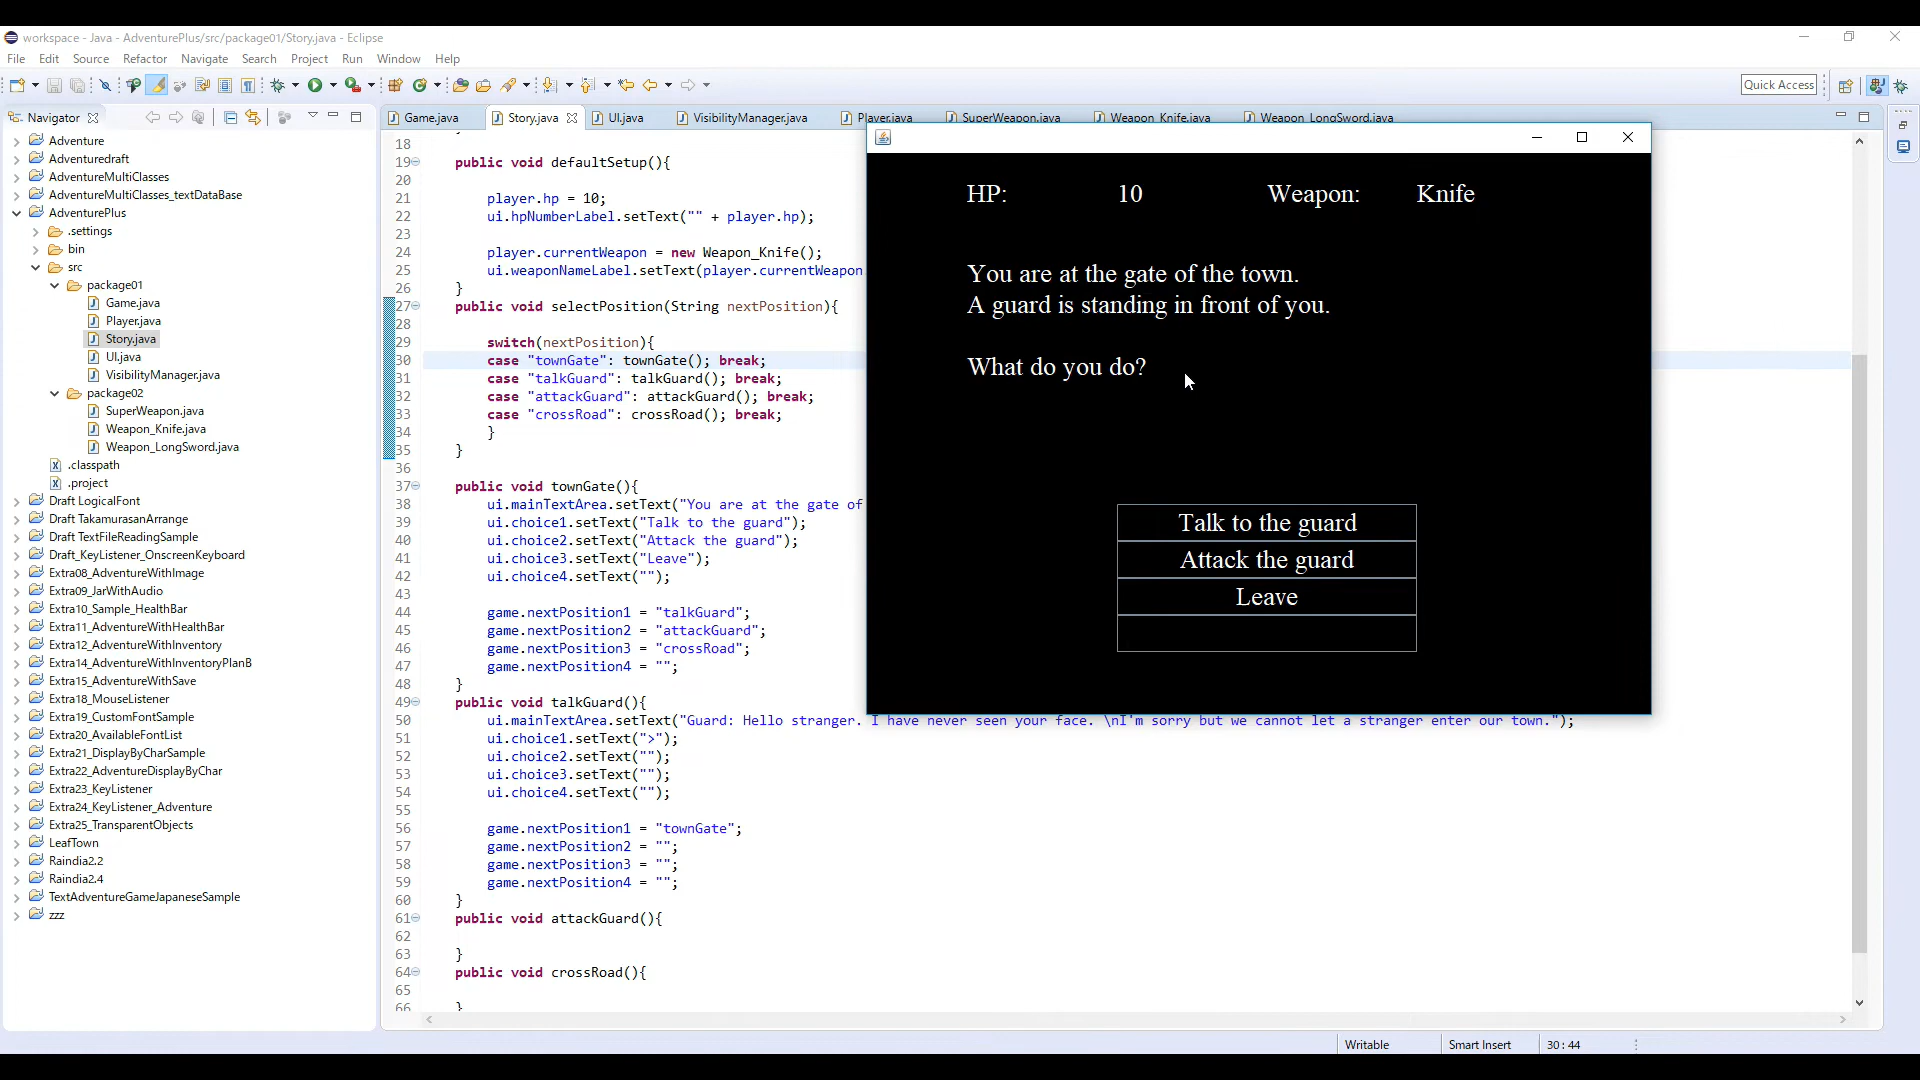 workspace - Java - AdventurePlus/src/package01/Story.java - Eclipse
File Edit Source Refactor Navigate Search Project Run Window Help
Quick Access
Navigator
Adventure
Adventuredraft
AdventureMultiClasses
AdventureMultiClasses_textDataBase
AdventurePlus
.settings
bin
src
package01
Game.java
Player.java
Story.java
UI.java
VisibilityManager.java
package02
SuperWeapon.java
Weapon_Knife.java
Weapon_LongSword.java
.classpath
.project
Draft LogicalFont
Draft TakamurasanArrange
Draft TextFileReadingSample
Draft_KeyListener_OnscreenKeyboard
Extra08_AdventureWithImage
Extra09_JarWithAudio
Extra10_Sample_HealthBar
Extra11_AdventureWithHealthBar
Extra12_AdventureWithInventory
Extra14_AdventureWithInventoryPlanB
Extra15_AdventureWithSave
Extra18_MouseListener
Extra19_CustomFontSample
Extra20_AvailableFontList
Extra21_DisplayByCharSample
Extra22_AdventureDisplayByChar
Extra23_KeyListener
Extra24_KeyListener_Adventure
Extra25_TransparentObjects
LeafTown
Raindia2.2
Raindia2.4
TextAdventureGameJapaneseSample
zzz
Game.java Story.java UI.java VisibilityManager.java Player.java SuperWeapon.java Weapon_Knife.java Weapon_LongSword.java
18
19 public void defaultSetup(){
20
21 player.hp = 10;
22 ui.hpNumberLabel.setText("" + player.hp);
23
24 player.currentWeapon = new Weapon_Knife();
25 ui.weaponNameLabel.setText(player.currentWeapon
26 }
27 public void selectPosition(String nextPosition){
28
29 switch(nextPosition){
30 case "townGate": townGate(); break;
31 case "talkGuard": talkGuard(); break;
32 case "attackGuard": attackGuard(); break;
33 case "crossRoad": crossRoad(); break;
34 }
35 }
36
37 public void townGate(){
38 ui.mainTextArea.setText("You are at the gate of
39 ui.choice1.setText("Talk to the guard");
40 ui.choice2.setText("Attack the guard");
41 ui.choice3.setText("Leave");
42 ui.choice4.setText("");
43
44 game.nextPosition1 = "talkGuard";
45 game.nextPosition2 = "attackGuard";
46 game.nextPosition3 = "crossRoad";
47 game.nextPosition4 = "";
48 }
49 public void talkGuard(){
50 ui.mainTextArea.setText("Guard: Hello stranger. I have never seen your face. \nI'm sorry but we cannot let a stranger enter our town.");
51 ui.choice1.setText(">");
52 ui.choice2.setText("");
53 ui.choice3.setText("");
54 ui.choice4.setText("");
55
56 game.nextPosition1 = "townGate";
57 game.nextPosition2 = "";
58 game.nextPosition3 = "";
59 game.nextPosition4 = "";
60 }
61 public void attackGuard(){
62
63 }
64 public void crossRoad(){
65
66 }
HP: 10 Weapon: Knife
You are at the gate of the town.
A guard is standing in front of you.
What do you do?
Talk to the guard
Attack the guard
Leave
Writable Smart Insert 30 : 44